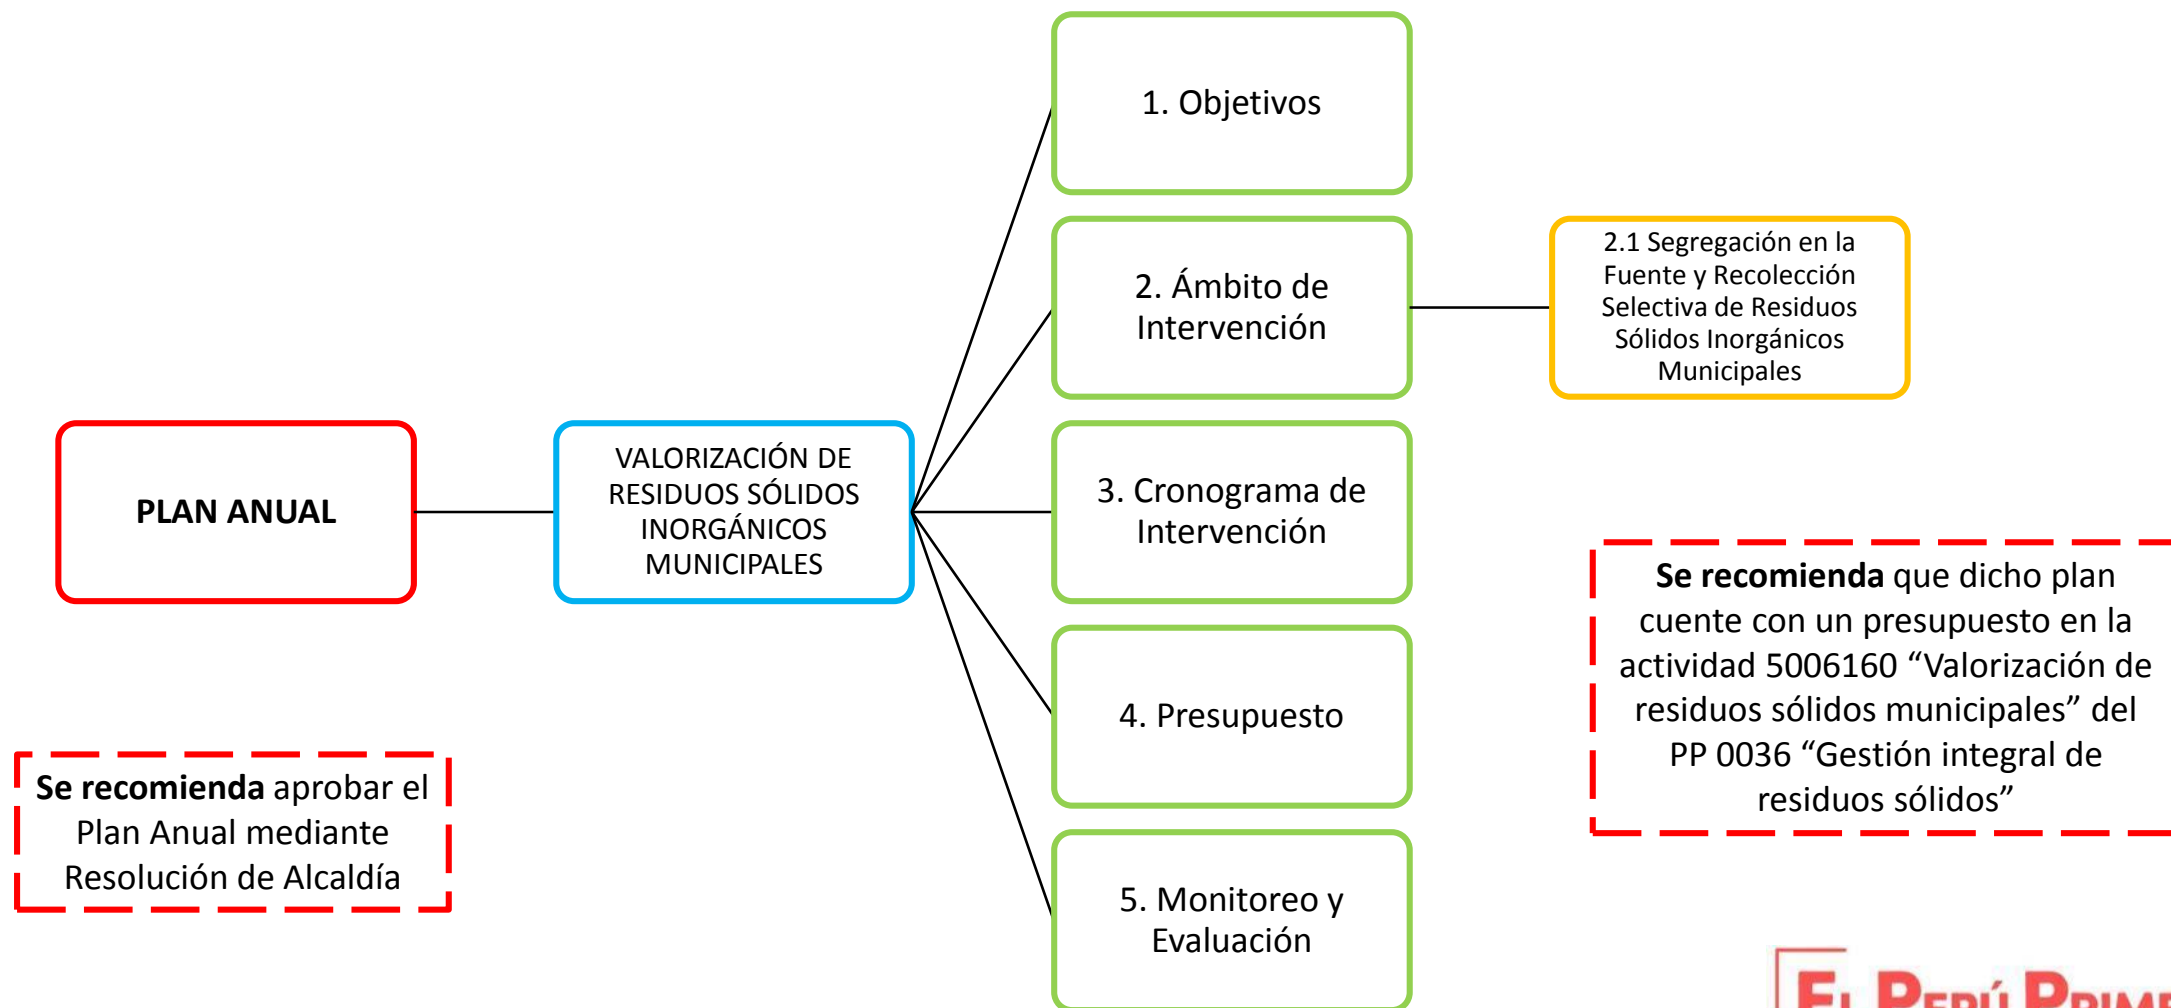 1. Objetivos
2. Ámbito de
Intervención
2.1 Segregación en la
Fuente y Recolección
Selectiva de Residuos
Sólidos Inorgánicos
Municipales
PLAN ANUAL
VALORIZACIÓN DE
RESIDUOS SÓLIDOS
INORGÁNICOS
MUNICIPALES
3. Cronograma de
Intervención
4. Presupuesto
5. Monitoreo y
Evaluación
Se recomienda que dicho plan
cuente con un presupuesto en la
actividad 5006160 “Valorización de
residuos sólidos municipales” del
PP 0036 “Gestión integral de
residuos sólidos”
Se recomienda aprobar el
Plan Anual mediante
Resolución de Alcaldía
EL PERÚ